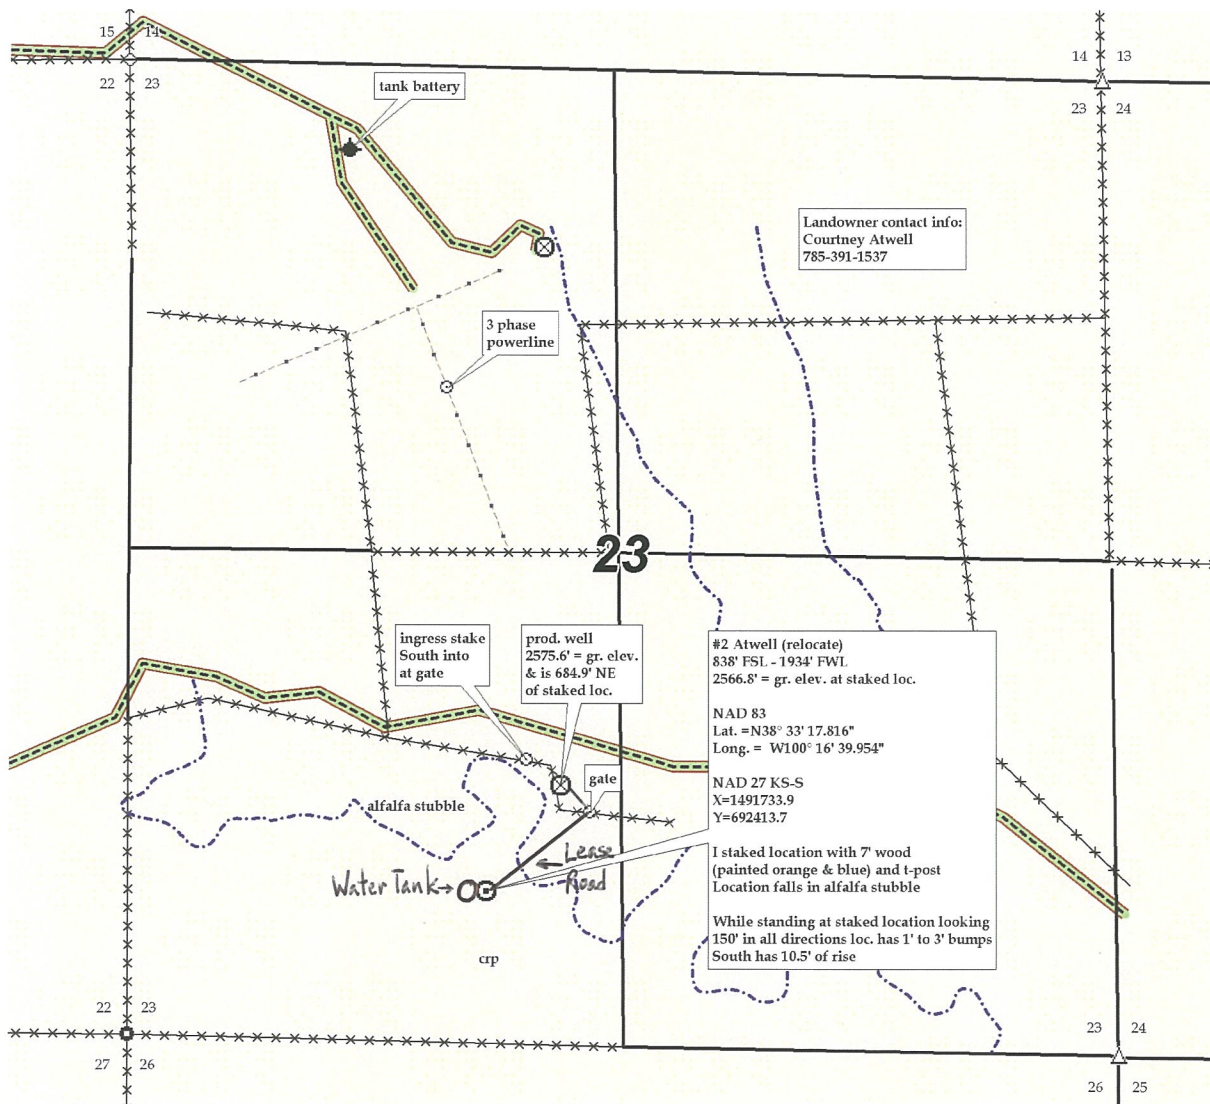 15 14
22 23
14 13
23 24
tank battery
Landowner contact info:
Courtney Atwell
785-391-1537
3 phase
powerline
23
ingress stake
South into
at gate
prod. well
2575.6' = gr. elev.
& is 684.9' NE
of staked loc.
#2 Atwell (relocate)
838' FSL - 1934' FWL
2566.8' = gr. elev. at staked loc.
NAD 83
Lat. =N38° 33' 17.816"
Long. = W100° 16' 39.954"
NAD 27 KS-S
X=1491733.9
Y=692413.7
I staked location with 7' wood
(painted orange & blue) and t-post
Location falls in alfalfa stubble
While standing at staked location looking
150' in all directions loc. has 1' to 3' bumps
South has 10.5' of rise
gate
alfalfa stubble
Lease
Road
Water Tank
crp
22 23
27 26
23 24
26 25